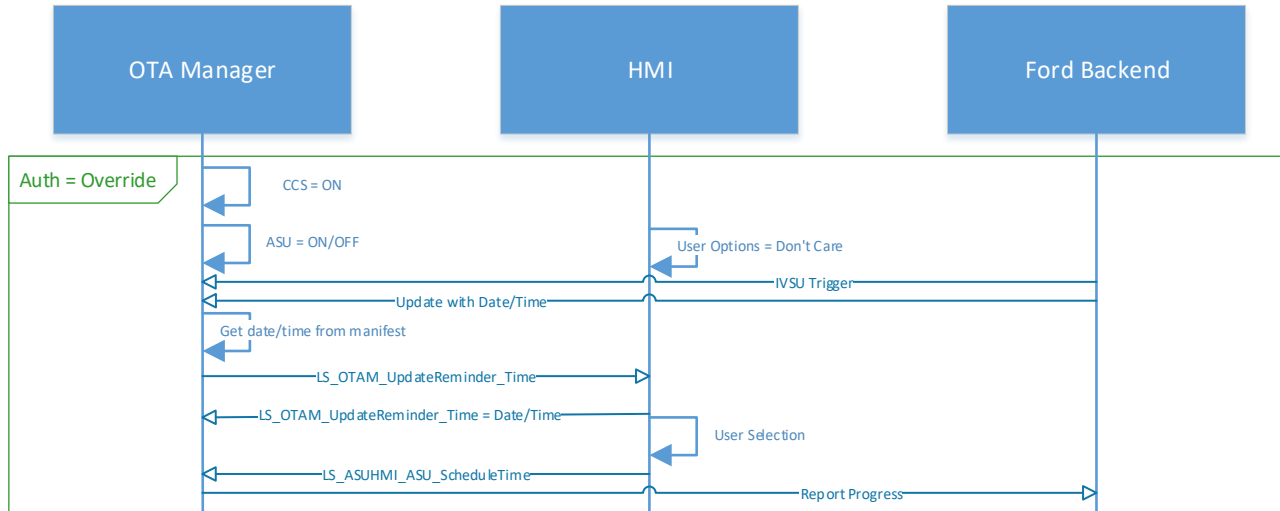 OTA Manager
HMI
Ford Backend
Auth = Override
CCS = ON
ASU = ON/OFF
User Options = Don't Care
IVSU Trigger
Update with Date/Time
Get date/time from manifest
LS_OTAM_UpdateReminder_Time
LS_OTAM_UpdateReminder_Time = Date/Time
User Selection
LS_ASUHMI_ASU_ScheduleTime
Report Progress